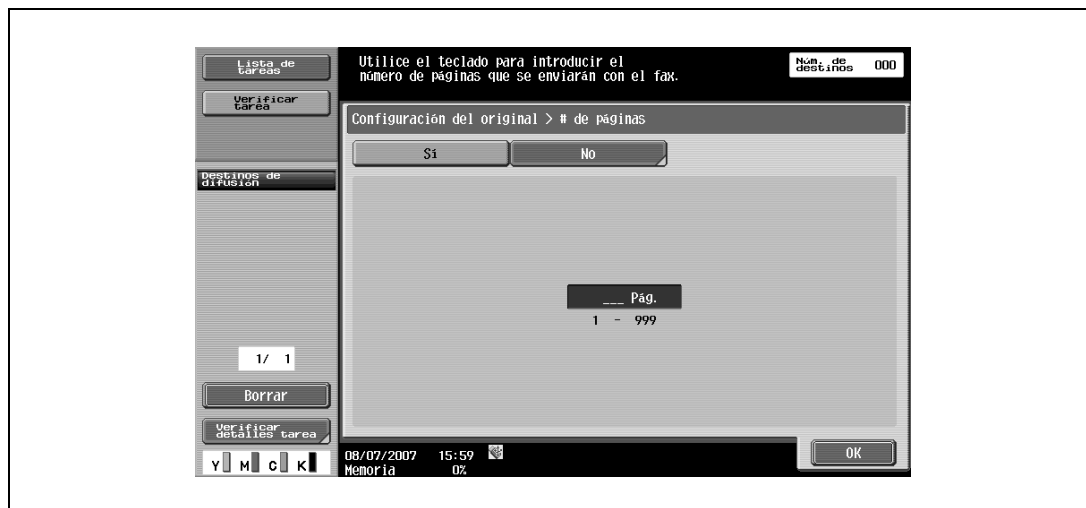 Lista de
tareas
Verificar
tarea
Utilice el teclado para introducir el
número de páginas que se enviarán con el fax.
Núm. de
destinos 000
Configuración del original > # de páginas
Sí No
Destinos de
difusión
___ Pág.
1 - 999
1/ 1
Borrar
Verificar
detalles tarea
Y M C K
08/07/2007 15:59
Memoria 0%
OK